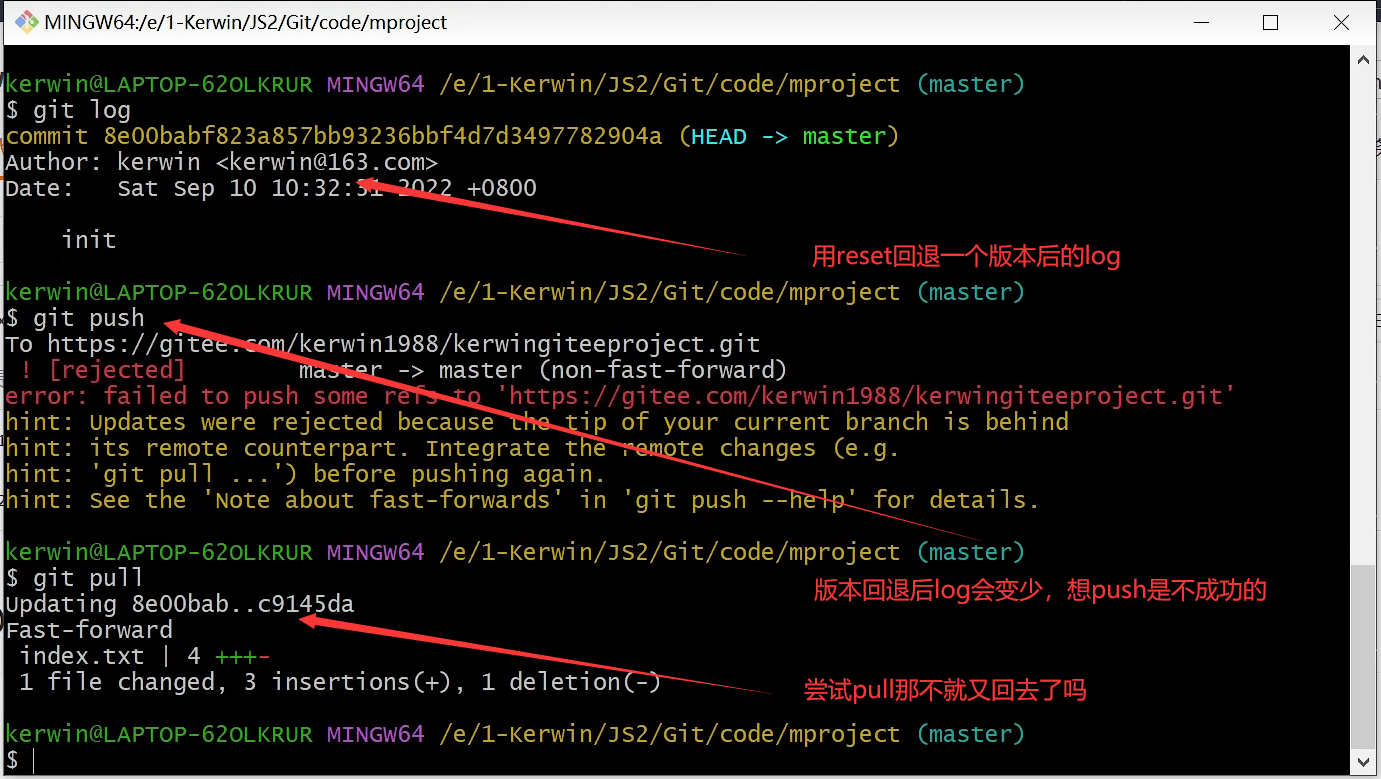 MINGW64:/e/1-Kerwin/JS2/Git/code/mproject
kerwin@LAPTOP-62OLKRUR MINGW64 /e/1-Kerwin/JS2/Git/code/mproject (master)
$ git log
commit 8e00babf823a857bb93236bbf4d7d3497782904a (HEAD -> master)
Author: kerwin <kerwin@163.com>
Date:   Sat Sep 10 10:32:31 2022 +0800
init
用reset回退一个版本后的log
kerwin@LAPTOP-62OLKRUR MINGW64 /e/1-Kerwin/JS2/Git/code/mproject (master)
$ git push
To https://gitee.com/kerwin1988/kerwingiteeproject.git
! [rejected]        master -> master (non-fast-forward)
error: failed to push some refs to 'https://gitee.com/kerwin1988/kerwingiteeproject.git'
hint: Updates were rejected because the tip of your current branch is behind
hint: its remote counterpart. Integrate the remote changes (e.g.
hint: 'git pull ...') before pushing again.
hint: See the 'Note about fast-forwards' in 'git push --help' for details.
kerwin@LAPTOP-62OLKRUR MINGW64 /e/1-Kerwin/JS2/Git/code/mproject (master)
$ git pull
版本回退后log会变少，想push是不成功的
Updating 8e00bab..c9145da
Fast-forward
index.txt | 4 +++-
1 file changed, 3 insertions(+), 1 deletion(-)
尝试pull那不就又回去了吗
kerwin@LAPTOP-62OLKRUR MINGW64 /e/1-Kerwin/JS2/Git/code/mproject (master)
$